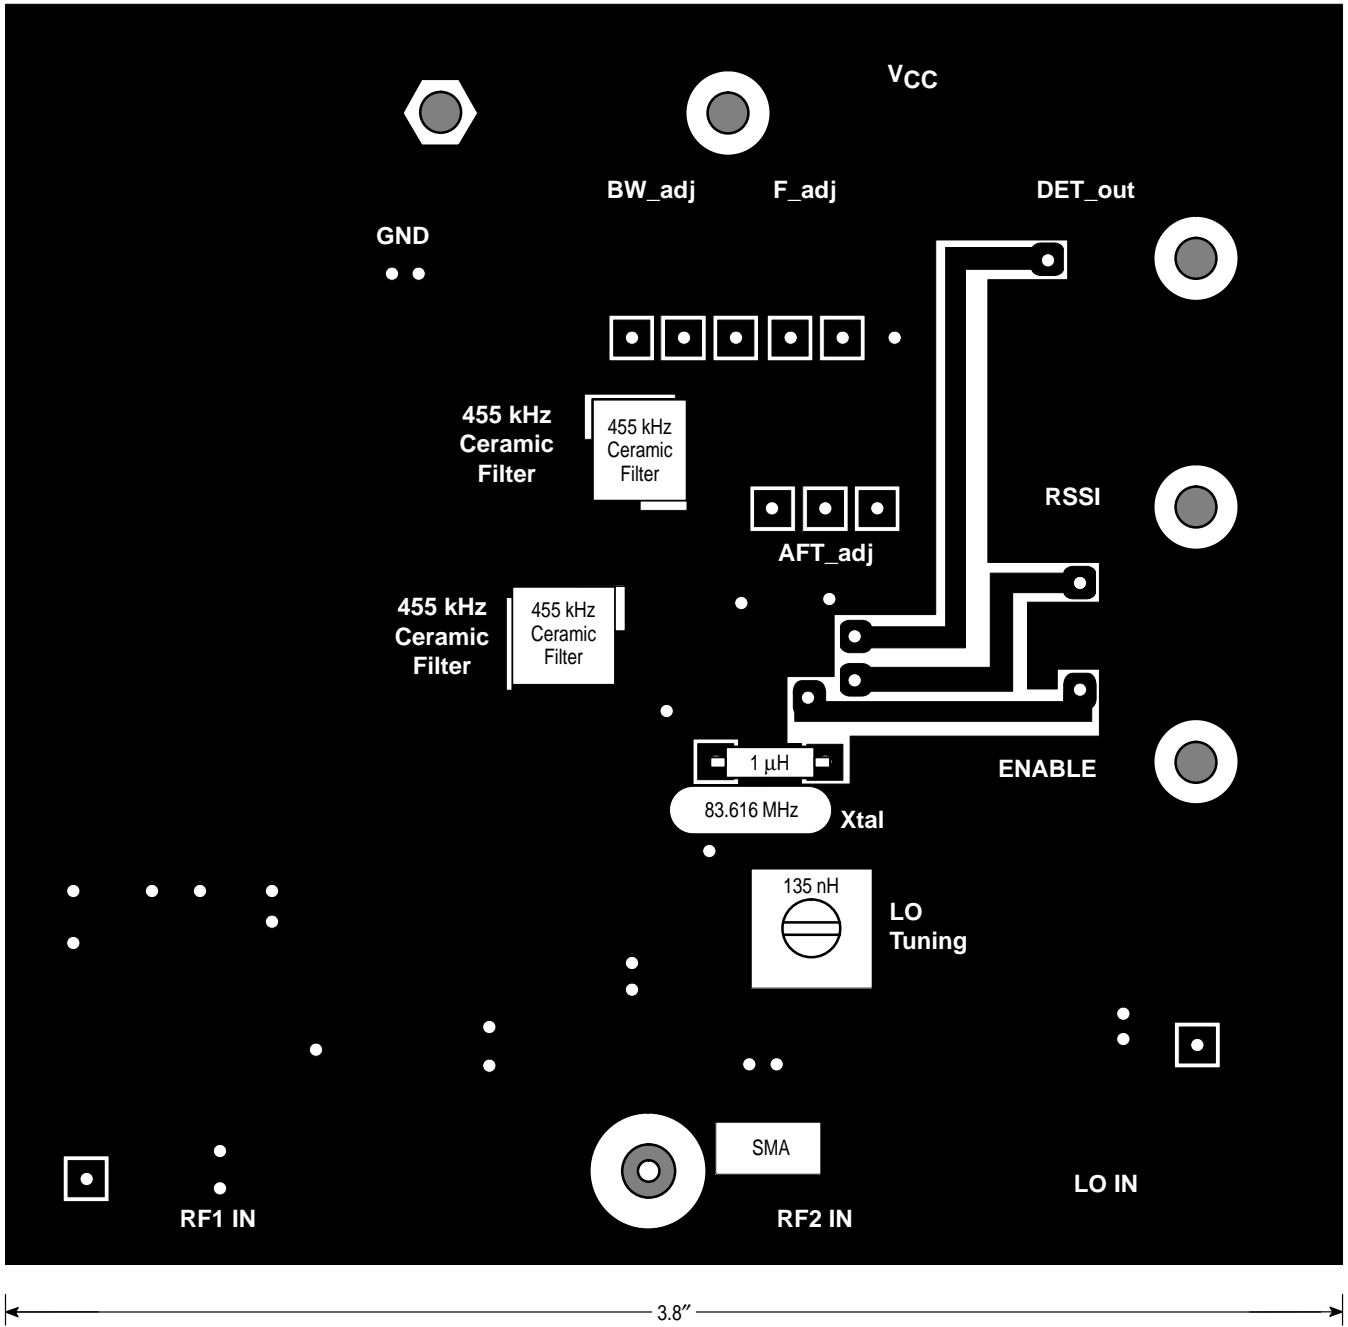 VCC
BW_adj
F_adj
DET_out
GND
455 kHz
Ceramic
Filter
455 kHz
Ceramic
Filter
RSSI
AFT_adj
455 kHz
Ceramic
Filter
455 kHz
Ceramic
Filter
1 μH
ENABLE
83.616 MHz
Xtal
135 nH
LO
Tuning
SMA
LO IN
RF1 IN
RF2 IN
3.8″